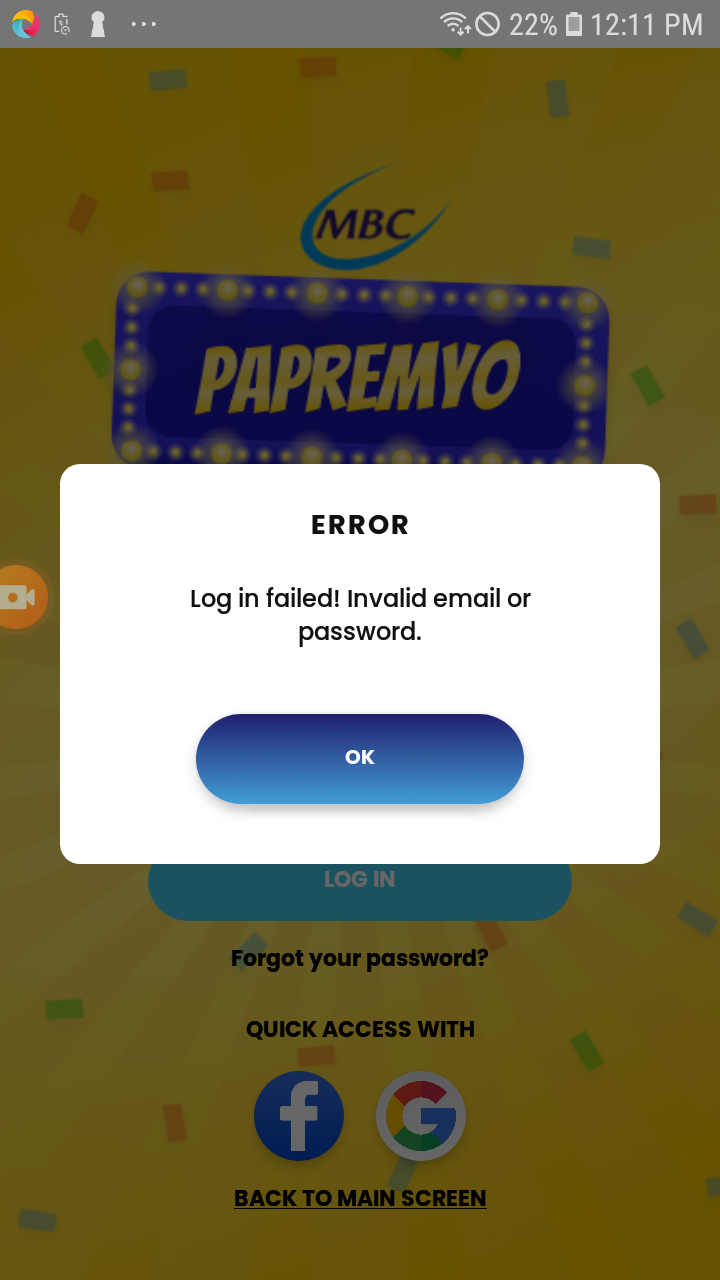 22% 12:11 PM
MBC
PAPREMYO
ERROR
Log in failed! Invalid email or
password.
OK
LOG IN
Forgot your password?
QUICK ACCESS WITH
BACK TO MAIN SCREEN